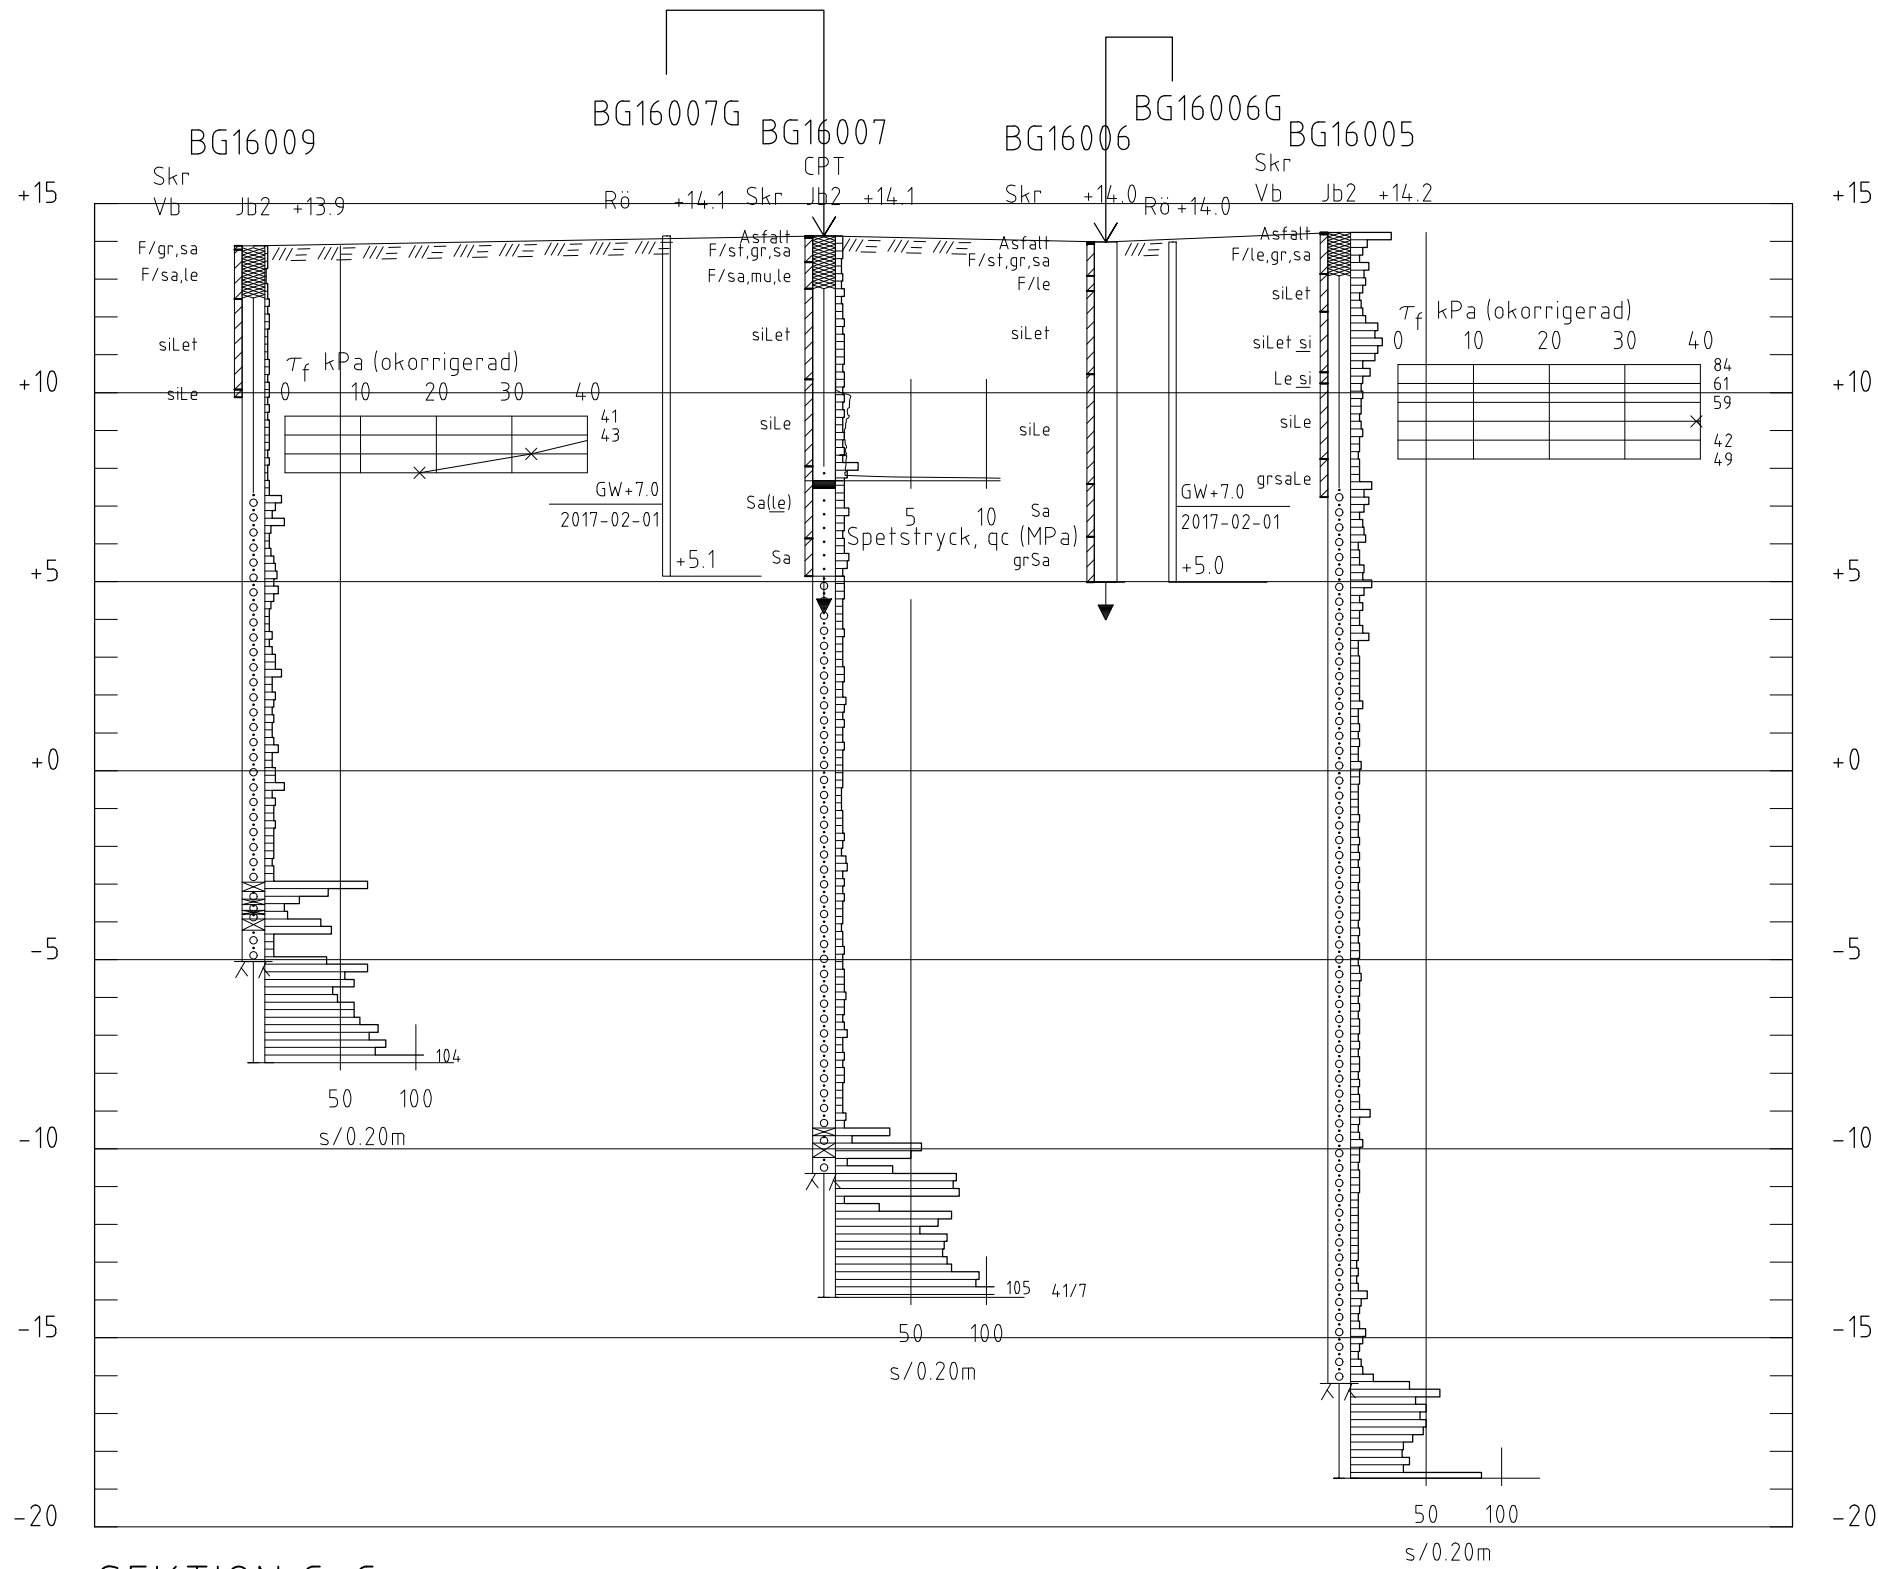 BG16007G
BG16006G
BG16009
BG16007
BG16006
BG16005
Skr
Vb
Jb2
+13.9
Rö
+14.1
Skr
CPT
Jb2
+14.1
Skr
+14.0
Rö
+14.0
Skr
Vb
Jb2
+14.2
+15
+10
+5
+0
-5
-10
-15
-20
F/gr,sa
F/sa,le
siLet
siLe
τf kPa (okorrigerad)
0 10 20 30 40
41
43
GW+7.0
2017-02-01
+5.1
104
50 100
s/0.20m
Asfalt
F/st,gr,sa
F/sa,mu,le
siLet
siLe
Sa(le)
Sa
5 10
Spetstryck, qc (MPa)
105 41/7
50 100
s/0.20m
Asfalt
F/st,gr,sa
F/le
siLet
siLe
Sa
grSa
GW+7.0
2017-02-01
+5.0
Asfalt
F/le,gr,sa
siLet
siLet si
Le si
siLe
grsaLe
τf kPa (okorrigerad)
0 10 20 30 40
84
61
59
42
49
50 100
s/0.20m
+15
+10
+5
+0
-5
-10
-15
-20